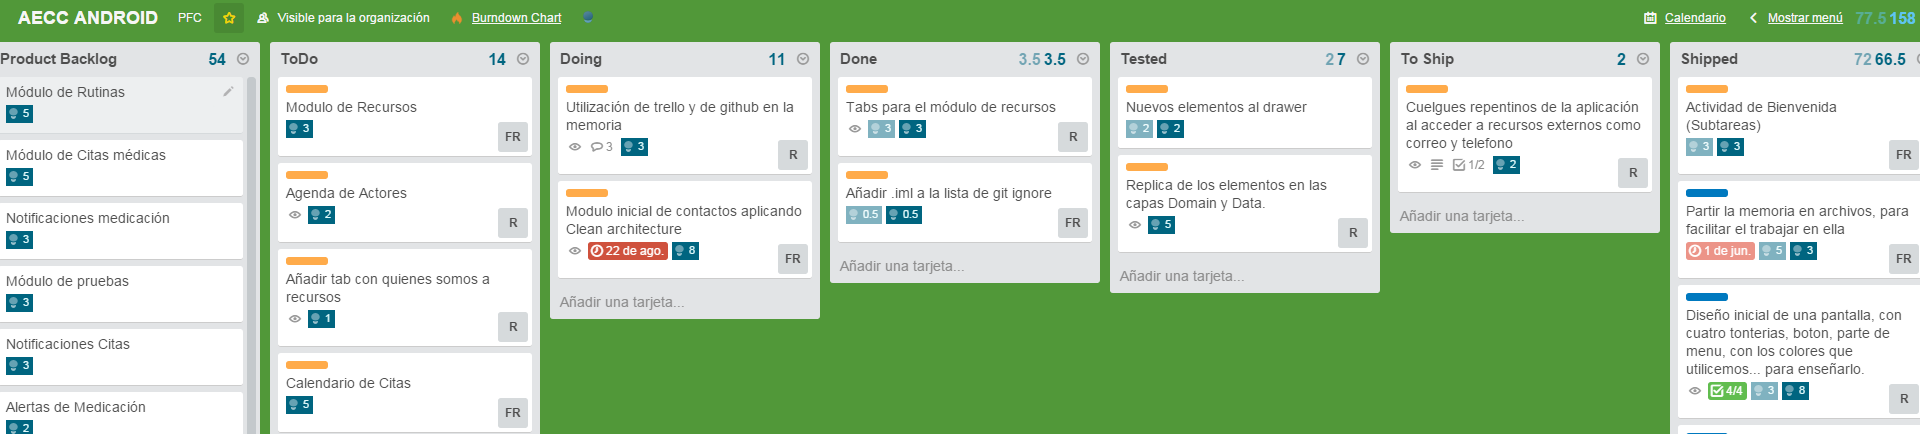 AECC ANDROID PFC Visible para la organización Burndown Chart Calendario Mostrar menú 77.5 158
Product Backlog 54
Módulo de Rutinas
5
Módulo de Citas médicas
5
Notificaciones medicación
3
Módulo de pruebas
3
Notificaciones Citas
3
Alertas de Medicación
2
ToDo 14
Modulo de Recursos
3
FR
Agenda de Actores
2
R
Añadir tab con quienes somos a
recursos
1
R
Calendario de Citas
5
FR
Doing 11
Utilización de trello y de github en la
memoria
3 3
R
Modulo inicial de contactos aplicando
Clean architecture
22 de ago. 8
FR
Añadir una tarjeta...
Done 3.5 3.5
Tabs para el módulo de recursos
3 3
R
Añadir .iml a la lista de git ignore
0.5 0.5
FR
Añadir una tarjeta...
Tested 2 7
Nuevos elementos al drawer
2 2
Replica de los elementos en las
capas Domain y Data.
5
R
Añadir una tarjeta...
To Ship 2
Cuelgues repentinos de la aplicación
al acceder a recursos externos como
correo y telefono
1/2 2
R
Añadir una tarjeta...
Shipped 72 66.5
Actividad de Bienvenida
(Subtareas)
3 3
FR
Partir la memoria en archivos, para
facilitar el trabajar en ella
1 de jun. 5 3
FR
Diseño inicial de una pantalla, con
cuatro tonterias, boton, parte de
menu, con los colores que
utilicemos... para enseñarlo.
4/4 3 8
R